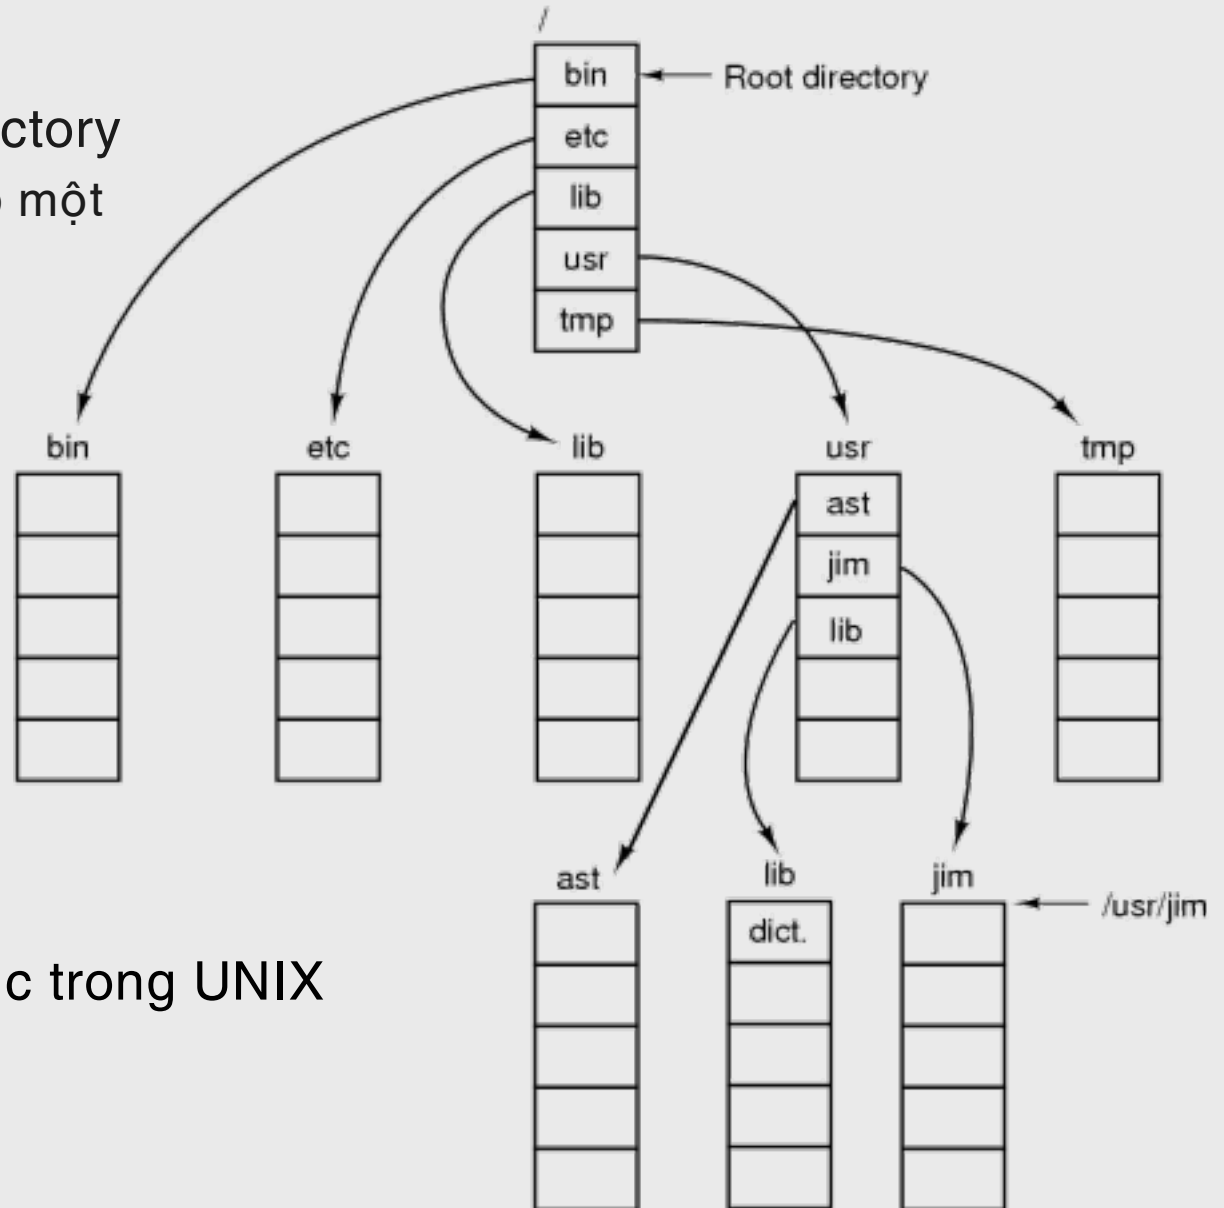 /
bin
Root directory
ctory
etc
một
lib
usr
tmp
bin
etc
lib
usr
tmp
ast
jim
lib
ast
lib
jim
/usr/jim
dict.
c trong UNIX